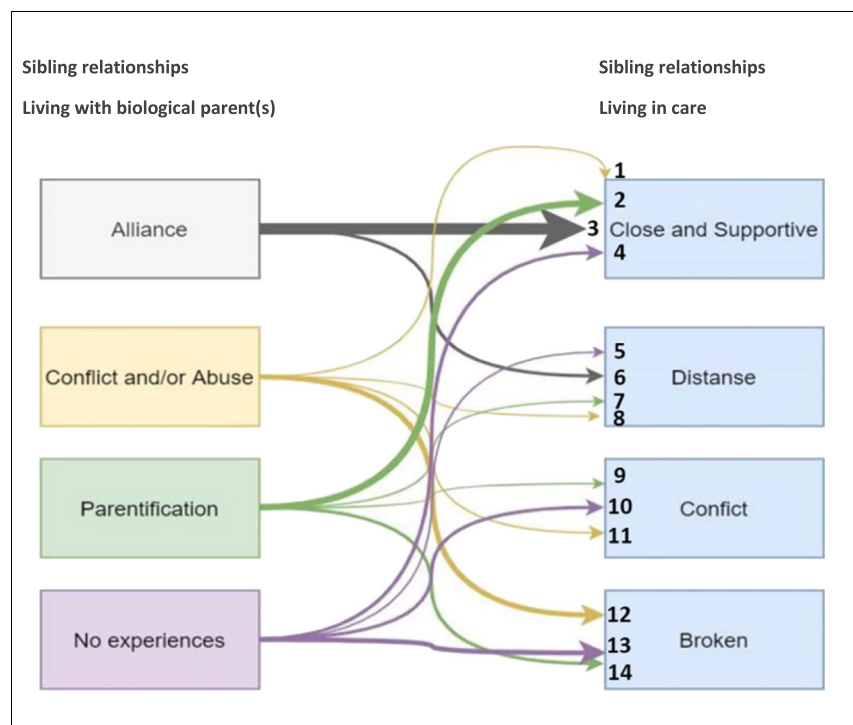 Sibling relationships
Living with biological parent(s)
Sibling relationships
Living in care
Alliance
Conflict and/or Abuse
Parentification
No experiences
1
2
3 Close and Supportive
4
5
6 Distanse
7
8
9
10 Confict
11
12
13 Broken
14